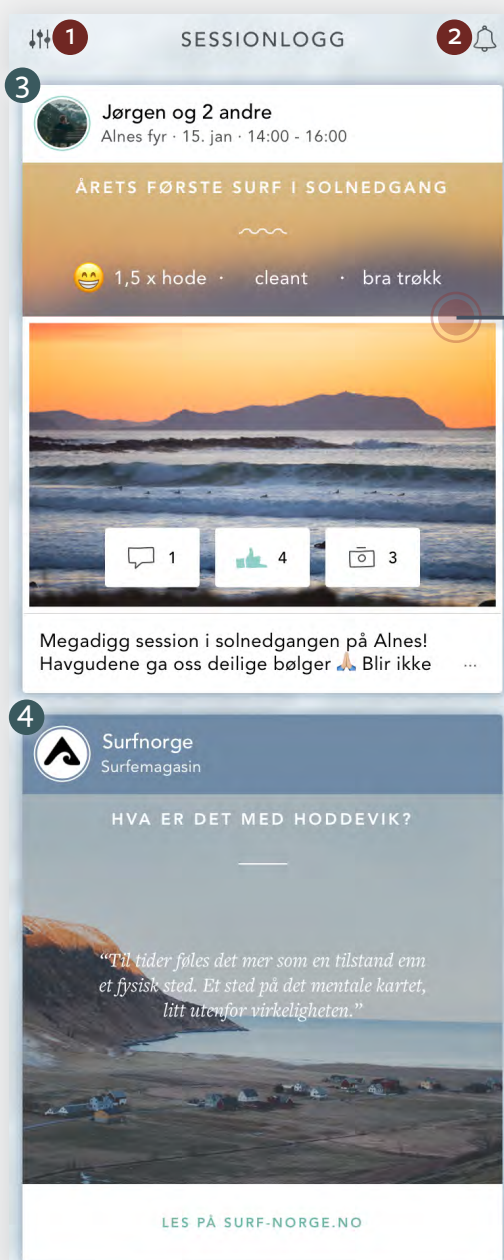 1
SESSIONLOGG
2
3
Jørgen og 2 andre
Alnes fyr · 15. jan · 14:00 - 16:00
ÅRETS FØRSTE SURF I SOLNEDGANG
😁 1,5 x hode · cleant · bra trøkk
1 4 3
Megadigg session i solnedgangen på Alnes!
Havgudene ga oss deilige bølger 🙏🏼 Blir ikke ...
4
Surfnorge
Surfemagasin
HVA ER DET MED HODDEVIK?
“Til tider føles det mer som en tilstand enn
et fysisk sted. Et sted på det mentale kartet,
litt utenfor virkeligheten.”
LES PÅ SURF-NORGE.NO